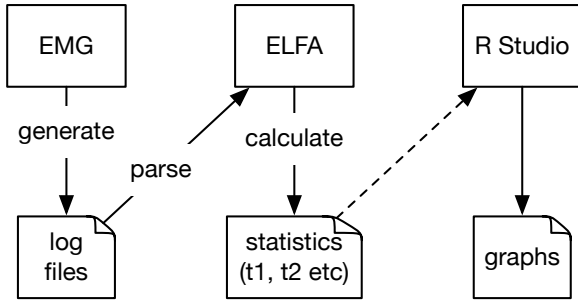 EMG
ELFA
R Studio
generate
calculate
parse
log
files
statistics
(t1, t2 etc)
graphs